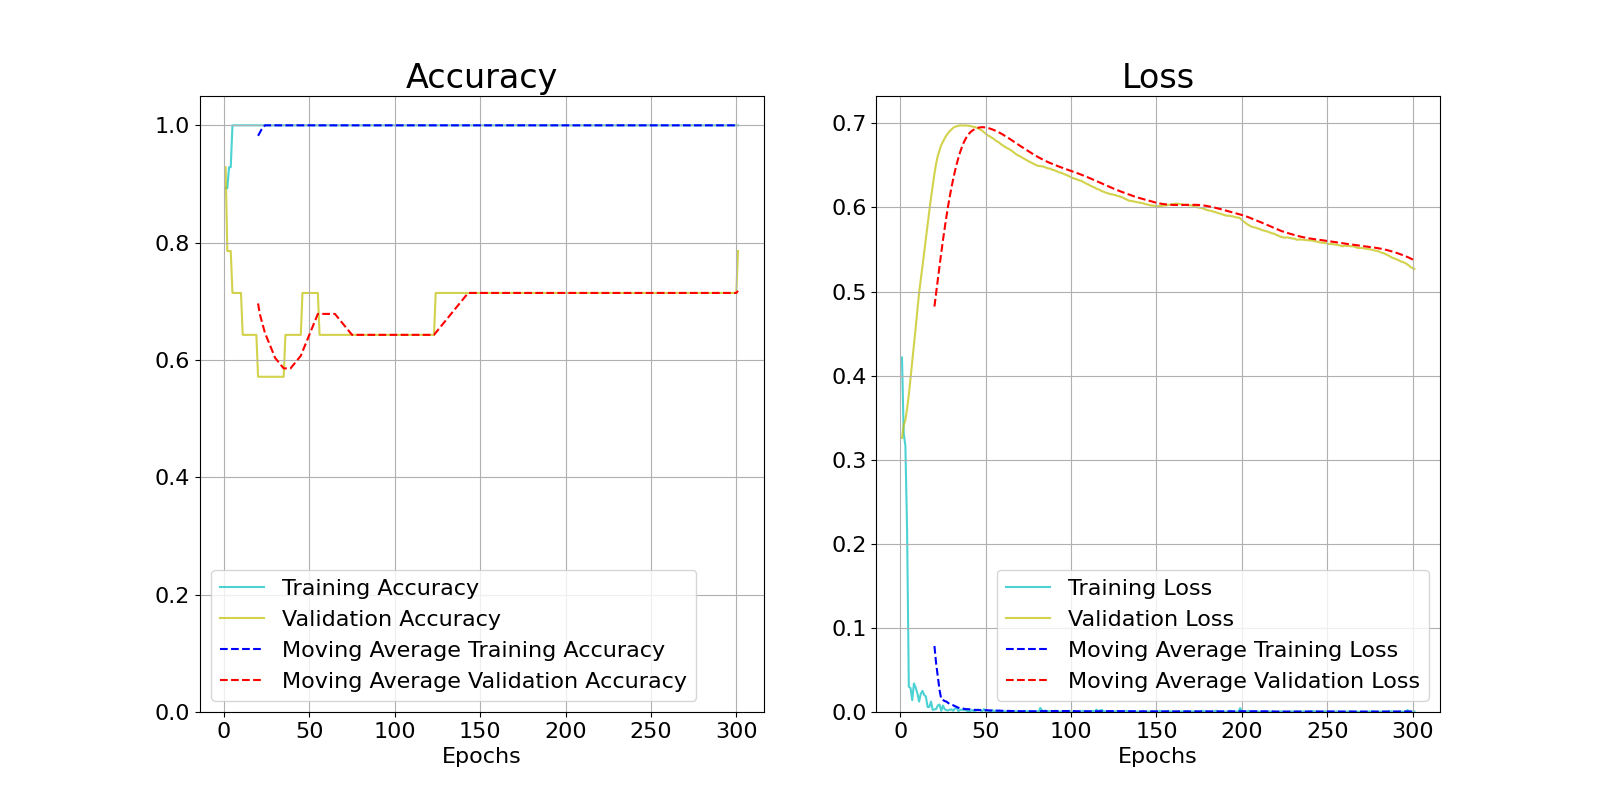 Accuracy
1.0
0.8
0.6
0.4
0.2
0.0
0 50 100 150 200 250 300
Epochs
Training Accuracy
Validation Accuracy
Moving Average Training Accuracy
Moving Average Validation Accuracy
Loss
0.7
0.6
0.5
0.4
0.3
0.2
0.1
0.0
0 50 100 150 200 250 300
Epochs
Training Loss
Validation Loss
Moving Average Training Loss
Moving Average Validation Loss